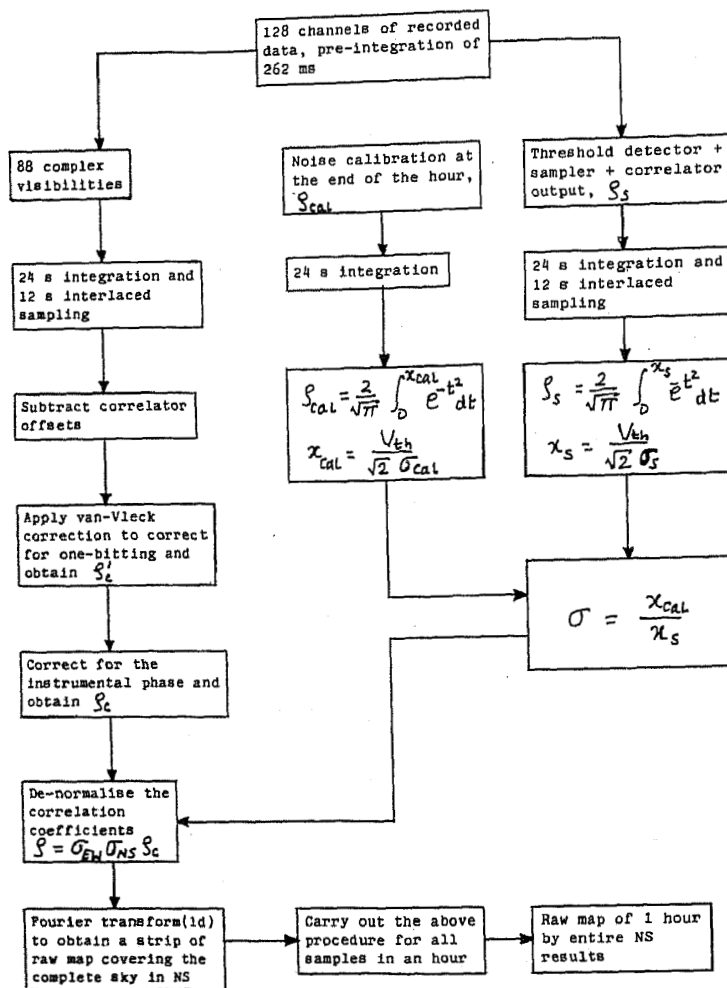 128 channels of recorded
data, pre-integration of
262 ms
88 complex
visibilities
24 s integration and
12 s interlaced
sampling
Subtract correlator
offsets
Apply van-Vleck
correction to correct
for one-bitting and
obtain ρ'c
Correct for the
instrumental phase and
obtain ρc
De-normalise the
correlation
coefficients
ρ = σEW σNS ρc
Noise calibration at
the end of the hour,
ρcal
24 s integration
ρcal = 2/√π ∫0^xcal e^-t² dt
xcal = Vth / √2 σcal
Threshold detector +
sampler + correlator
output, ρs
24 s integration and
12 s interlaced
sampling
ρs = 2/√π ∫0^xs e^-t² dt
xs = Vth / √2 σs
σ = xcal / xs
Fourier transform(1d)
to obtain a strip of
raw map covering the
complete sky in NS
Carry out the above
procedure for all
samples in an hour
Raw map of 1 hour
by entire NS
results